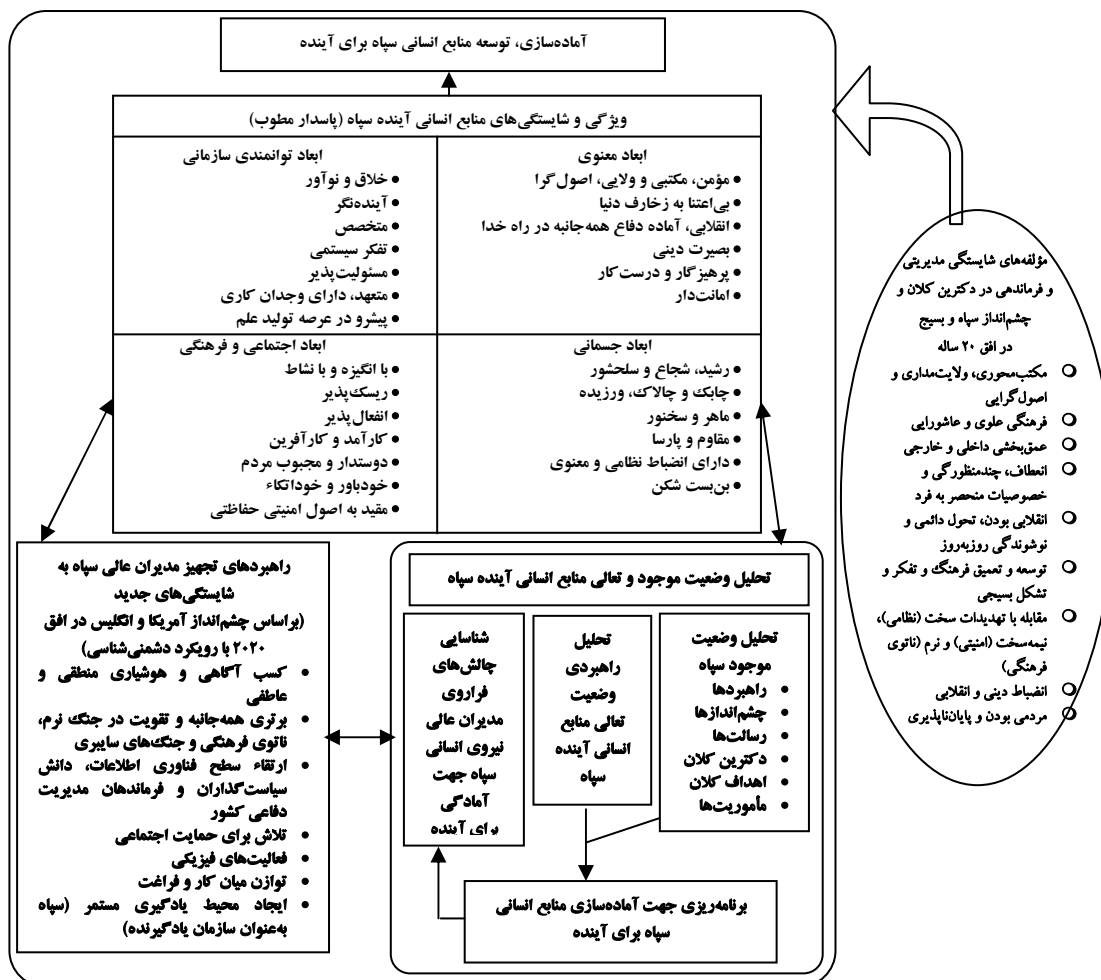 آماده‌سازی، توسعه منابع انسانی سپاه برای آینده
ویژگی و شایستگی‌های منابع انسانی آینده سپاه (پاسدار مطوب)
ابعاد معنوی
● مؤمن، مکتبی و ولایی، اصول‌گرا
● بی‌اعتنا به زخارف دنیا
● انقلابی، آماده دفاع همه‌جانبه در راه خدا
● بصیرت دینی
● پرهیزگار و درست‌کار
● امانت‌دار
ابعاد توانمندی سازمانی
● خلاق و نوآور
● آینده‌نگر
● متخصص
● تفکر سیستمی
● مسئولیت‌پذیر
● متعهد، دارای وجدان کاری
● پیشرو در عرصه تولید علم
ابعاد جسمانی
● رشید، شجاع و سلحشور
● چابک و چالاک، ورزیده
● ماهر و سخنور
● مقاوم و پارسا
● دارای انضباط نظامی و معنوی
● بن‌بست شکن
ابعاد اجتماعی و فرهنگی
● با انگیزه و با نشاط
● ریسک‌پذیر
● انفعال‌پذیر
● کارآمد و کارآفرین
● دوستدار و مجبوب مردم
● خودباور و خوداتکاء
● مقید به اصول امنیتی حفاظتی
مؤلفه‌های شایستگی مدیریتی
و فرماندهی در دکترین کلان و
چشم‌انداز سپاه و بسیج
در افق ۲۰ ساله
مکتب‌محوری، ولایت‌مداری و
اصول‌گرایی
فرهنگی علوی و عاشورایی
عمق‌بخشی داخلی و خارجی
انعطاف، چندمنظورگی و
خصوصیات منحصر به فرد
انقلابی بودن، تحول دائمی و
نوشوندگی روزبه‌روز
توسعه و تعمیق فرهنگ و تفکر و
تشکل بسیجی
مقابله با تهدیدات سخت (نظامی)،
نیمه‌سخت (امنیتی) و نرم (ناتوی
فرهنگی)
انضباط دینی و انقلابی
مردمی بودن و پایان‌ناپذیری
تحلیل وضعیت موجود و تعالی منابع انسانی آینده سپاه
تحلیل وضعیت
موجود سپاه
● راهبردها
● چشم‌اندازها
● رسالت‌ها
● دکترین کلان
● اهداف کلان
● مأموریت‌ها
تحلیل
راهبردی
وضعیت
تعالی منابع
انسانی آینده
سپاه
شناسایی
چالش‌های
فراروی
مدیران عالی
نیروی انسانی
سپاه جهت
آمادگی
برای آینده
برنامه‌ریزی جهت آماده‌سازی منابع انسانی
سپاه برای آینده
راهبردهای تجهیز مدیران عالی سپاه به
شایستگی‌های جدید
(براساس چشم‌انداز آمریکا و انگلیس در افق
۲۰۲۰ با رویکرد دشمنی‌شناسی)
● کسب آگاهی و هوشیاری منطقی و
عاطفی
● برتری همه‌جانبه و تقویت در جنگ نرم،
ناتوی فرهنگی و جنگ‌های سایبری
● ارتقاء سطح فناوری اطلاعات، دانش
سیاست‌گذاران و فرماندهان مدیریت
دفاعی کشور
● تلاش برای حمایت اجتماعی
● فعالیت‌های فیزیکی
● توازن میان کار و فراغت
● ایجاد محیط یادگیری مستمر (سپاه
به‌عنوان سازمان یادگیرنده)